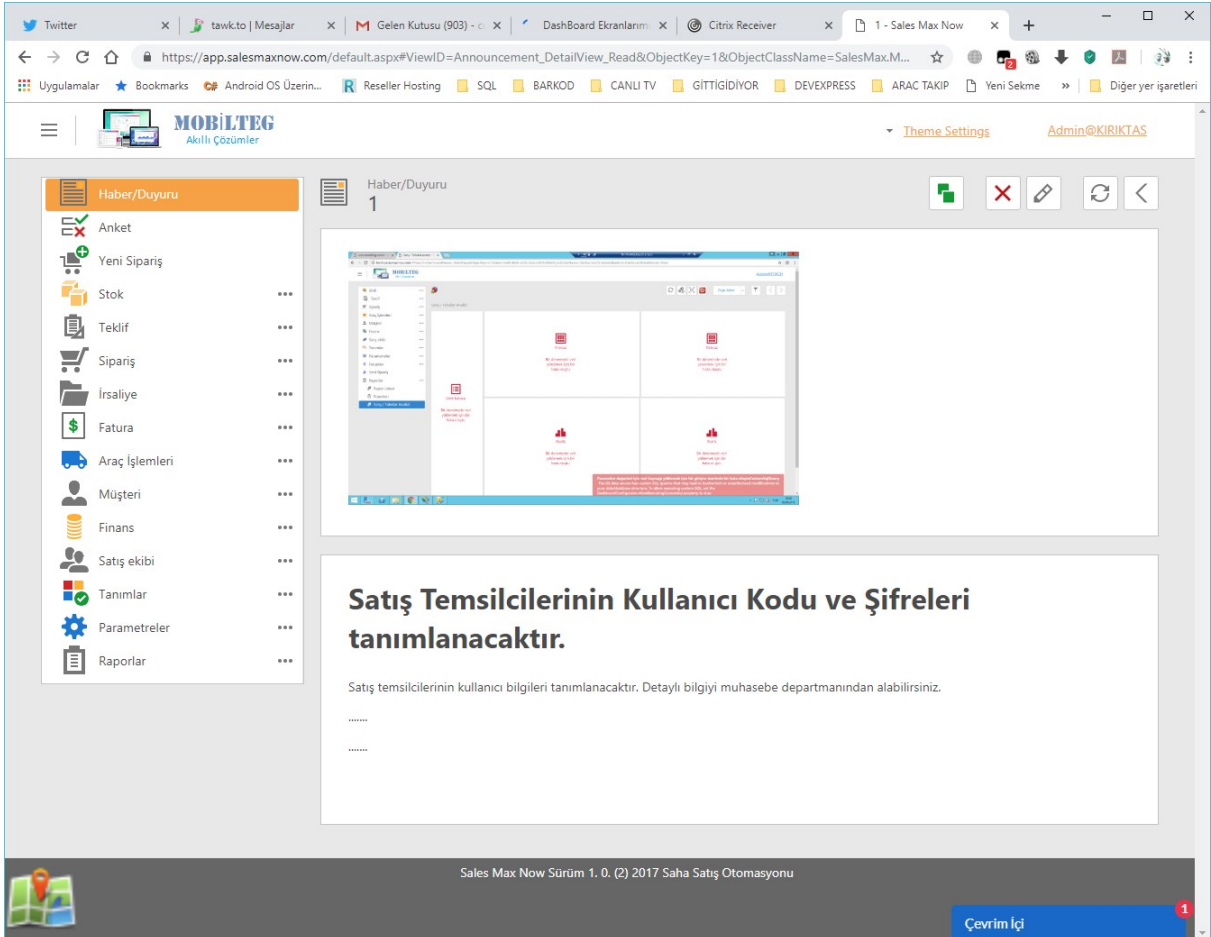 Twitter
tawk.to | Mesajlar
Gelen Kutusu (903) - c
DashBoard Ekranlarım
Citrix Receiver
1 - Sales Max Now
https://app.salesmaxnow.com/default.aspx#ViewID=Announcement_DetailView_Read&ObjectKey=1&ObjectClassName=SalesMax.M...
2
Uygulamalar
Bookmarks
Android OS Üzerin...
Reseller Hosting
SQL
BARKOD
CANLI TV
GİTTİGİDİYOR
DEVEXPRESS
ARAC TAKIP
Yeni Sekme
»
Diğer yer işaretleri
MOBİLTEG
Akıllı Çözümler
Theme Settings
Admin@KIRIKTAS
Haber/Duyuru
Anket
Yeni Sipariş
Stok
Teklif
Sipariş
İrsaliye
Fatura
Araç İşlemleri
Müşteri
Finans
Satış ekibi
Tanımlar
Parametreler
Raporlar
Haber/Duyuru
1
MOBİLTEG
Satış Temsilcilerinin Kullanıcı Kodu ve Şifreleri
tanımlanacaktır.
Satış temsilcilerinin kullanıcı bilgileri tanımlanacaktır. Detaylı bilgiyi muhasebe departmanından alabilirsiniz.
.......
.......
Sales Max Now Sürüm 1. 0. (2) 2017 Saha Satış Otomasyonu
Çevrim İçi
1